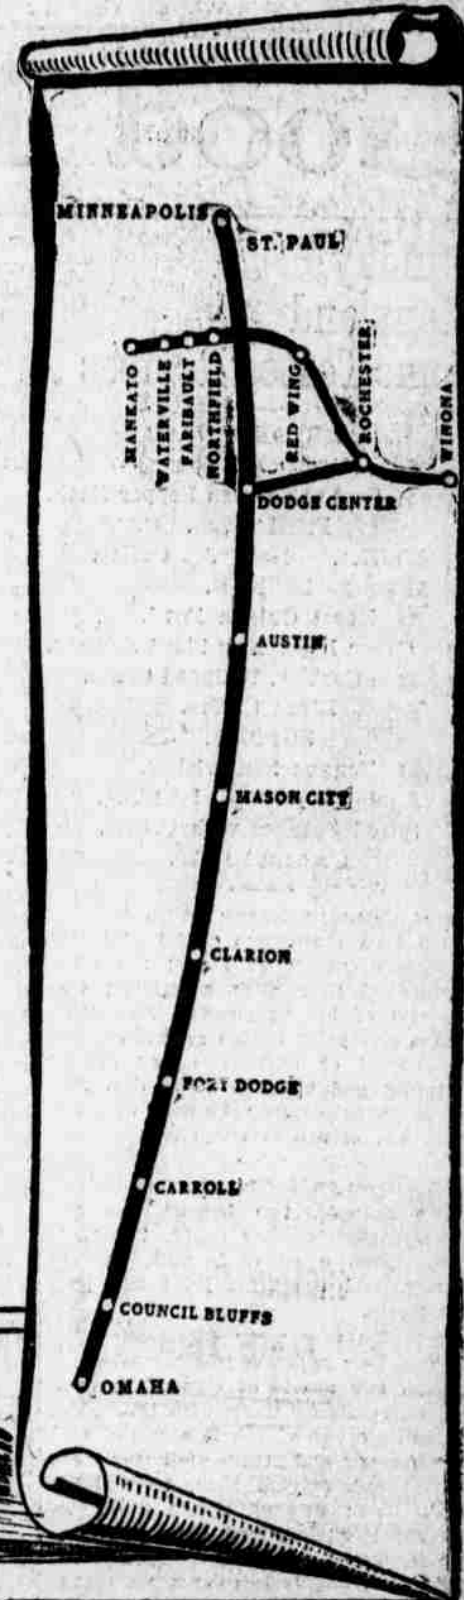 MINNEAPOLIS
ST. PAUL
MANKATO
WATERVILLE
FARIBAULT
NORTHFIELD
RED WING
ROCHESTER
WINONA
DODGE CENTER
AUSTIN
MASON CITY
CLARION
FORT DODGE
CARROLL
COUNCIL BLUFFS
OMAHA